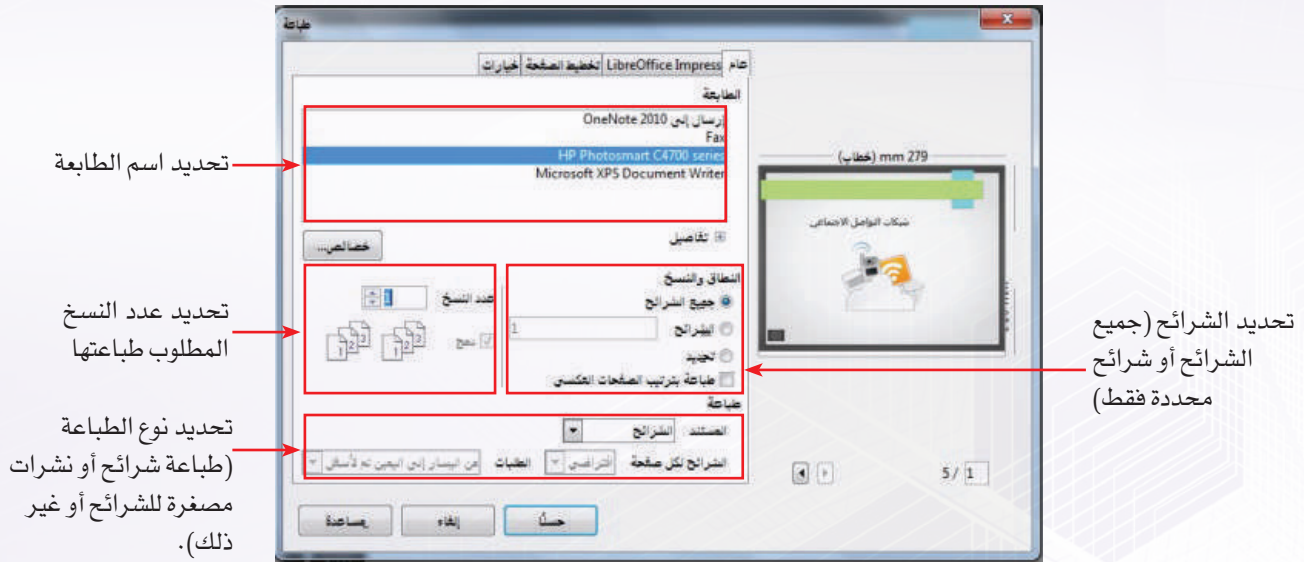 طباعة
عام
LibreOffice Impress
تخطيط الصفحة
خيارات
الطابعة
إرسال إلى OneNote 2010
Fax
HP Photosmart C4700 series
Microsoft XPS Document Writer
تفاصيل
خصائص...
النطاق والنسخ
جميع الشرائح
الشرائح
1
تحديد
طباعة بترتيب الصفحات العكسي
عدد النسخ
1
طباعة
المستند
الشرائح
الشرائح لكل صفحة
افتراضي
من اليسار إلى اليمين ثم لأسفل
حسنًا
إلغاء
مساعدة
279 mm (خطاب)
شبكات التواصل الاجتماعي
1 /5
تحديد اسم الطابعة
تحديد عدد النسخ
المطلوب طباعتها
تحديد نوع الطباعة
(طباعة شرائح أو نشرات
مصغرة للشرائح أو غير
ذلك).
تحديد الشرائح (جميع
الشرائح أو شرائح
محددة فقط)